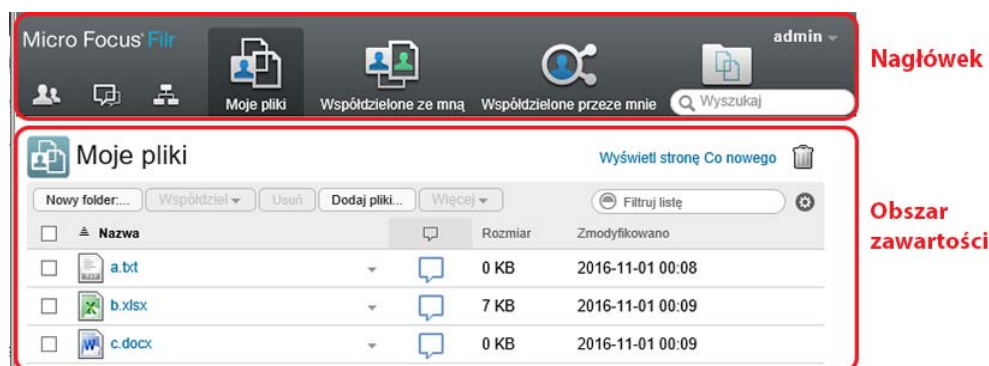 Micro Focus® Filr
admin
Moje pliki
Współdzielone ze mną
Współdzielone przeze mnie
Wyszukaj
Nagłówek
Moje pliki
Wyświetl stronę Co nowego
Nowy folder:...
Współdziel
Usuń
Dodaj pliki...
Więcej
Filtruj listę
Obszar
zawartości
Nazwa
Rozmiar
Zmodyfikowano
a.txt
0 KB
2016-11-01 00:08
b.xlsx
7 KB
2016-11-01 00:09
c.docx
0 KB
2016-11-01 00:09